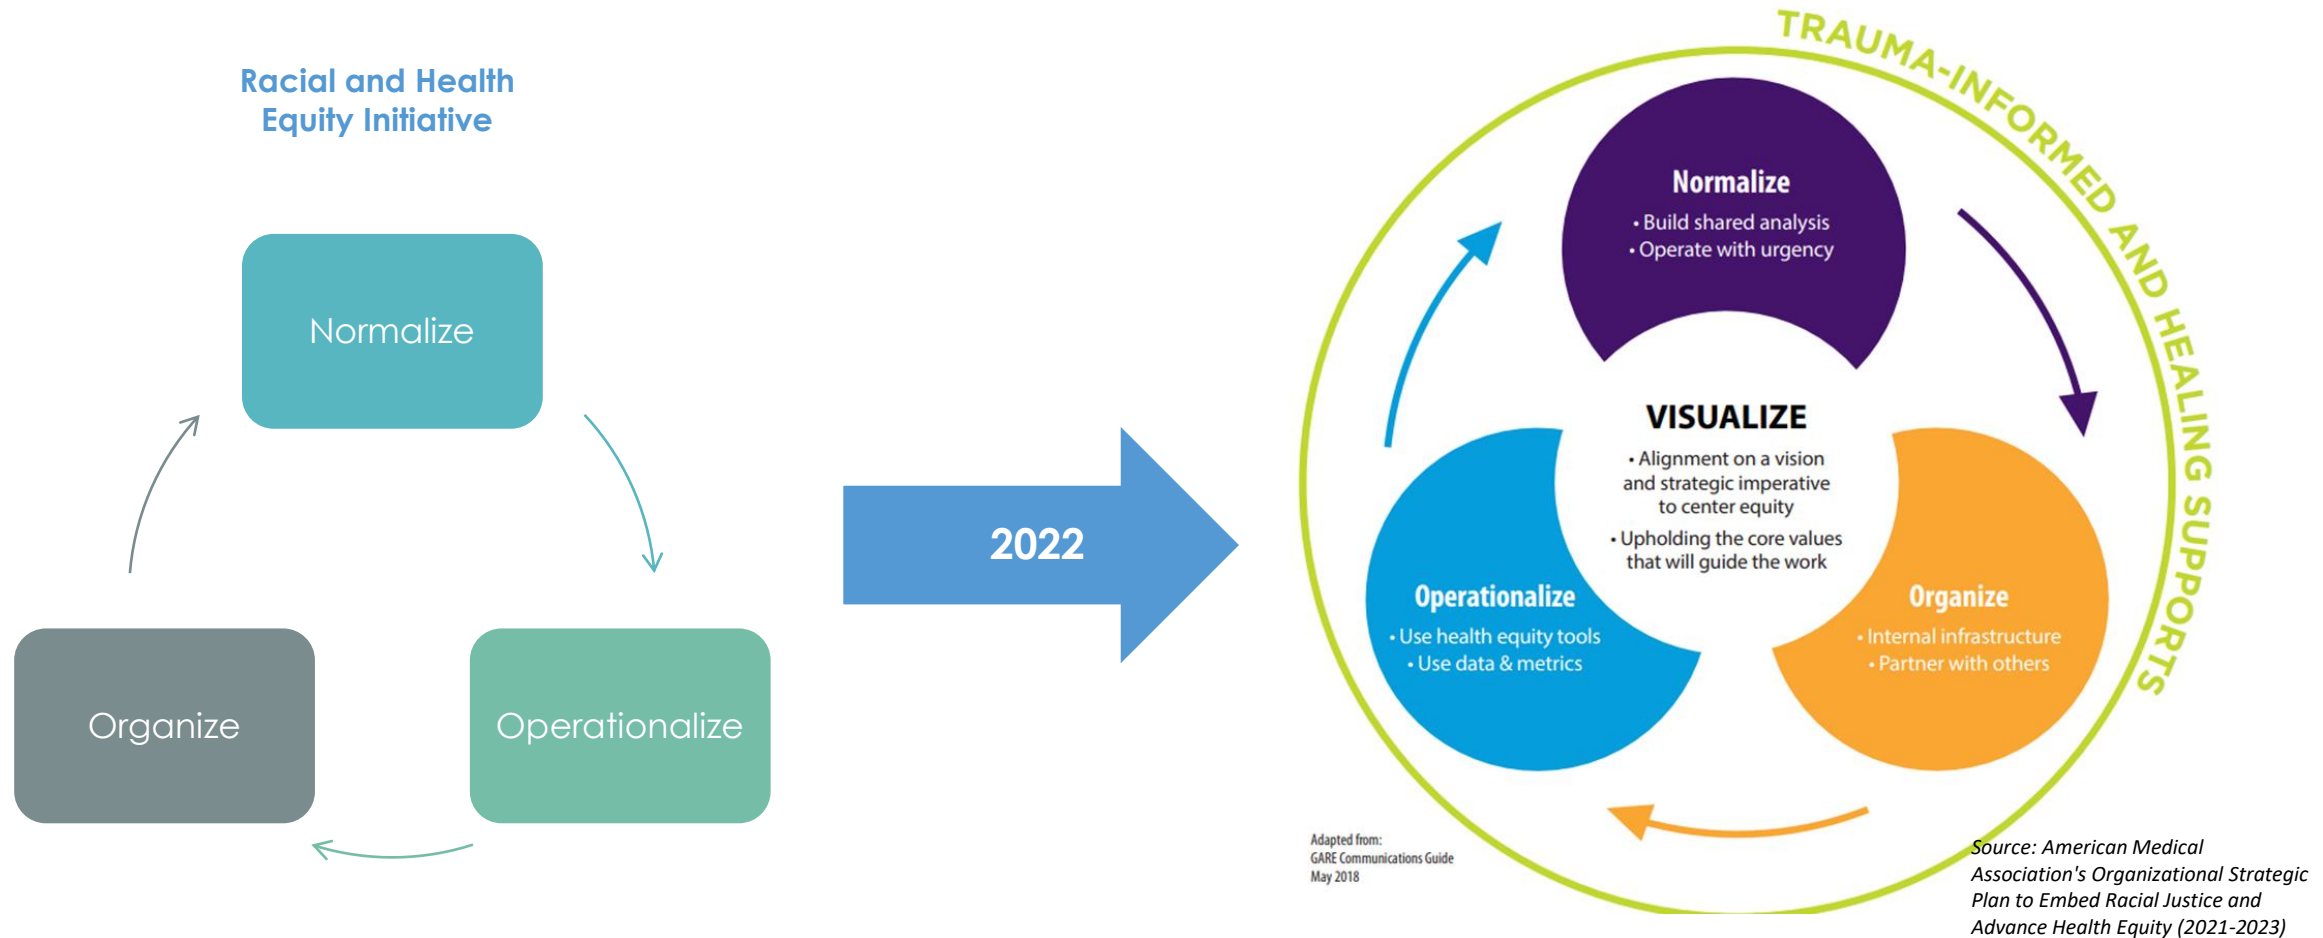 Racial and Health
Equity Initiative
Normalize
Organize
Operationalize
2022
TRAUMA-INFORMED AND HEALING SUPPORTS
Normalize
• Build shared analysis
• Operate with urgency
VISUALIZE
• Alignment on a vision
and strategic imperative
to center equity
• Upholding the core values
that will guide the work
Operationalize
• Use health equity tools
• Use data & metrics
Organize
• Internal infrastructure
• Partner with others
Adapted from:
GARE Communications Guide
May 2018
Source: American Medical
Association's Organizational Strategic
Plan to Embed Racial Justice and
Advance Health Equity (2021-2023)